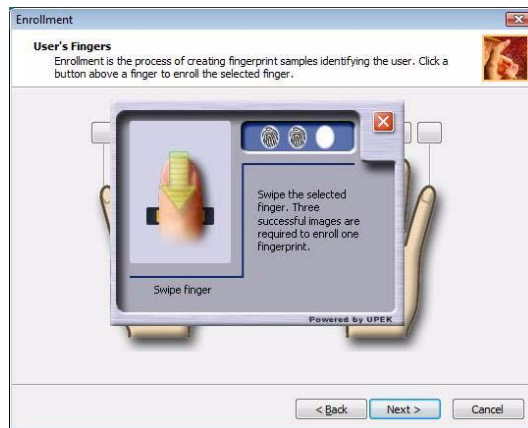 Enrollment
User's Fingers
Enrollment is the process of creating fingerprint samples identifying the user. Click a
button above a finger to enroll the selected finger.
Swipe the selected
finger. Three
successful images are
required to enroll one
fingerprint.
Swipe finger
Powered by UPEK
< Back
Next >
Cancel